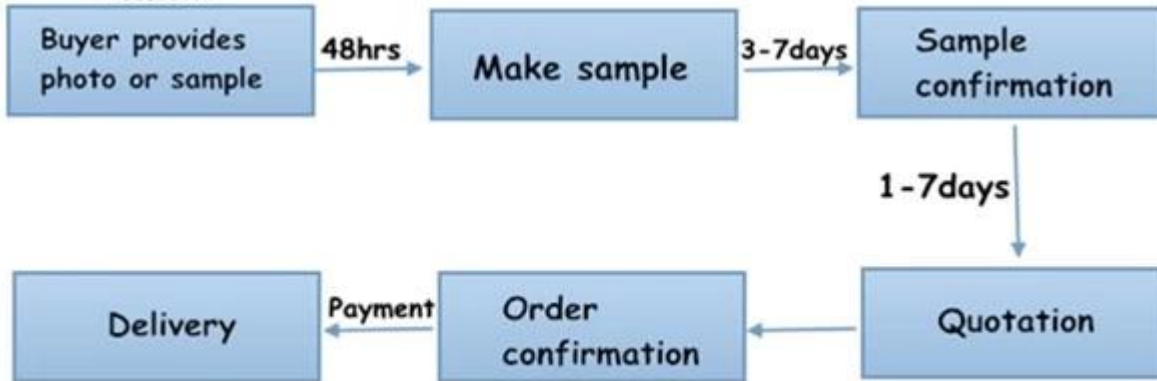 Buyer provides
photo or sample
48hrs
Make sample
3-7days
Sample
confirmation
1-7days
Quotation
Order
confirmation
Payment
Delivery